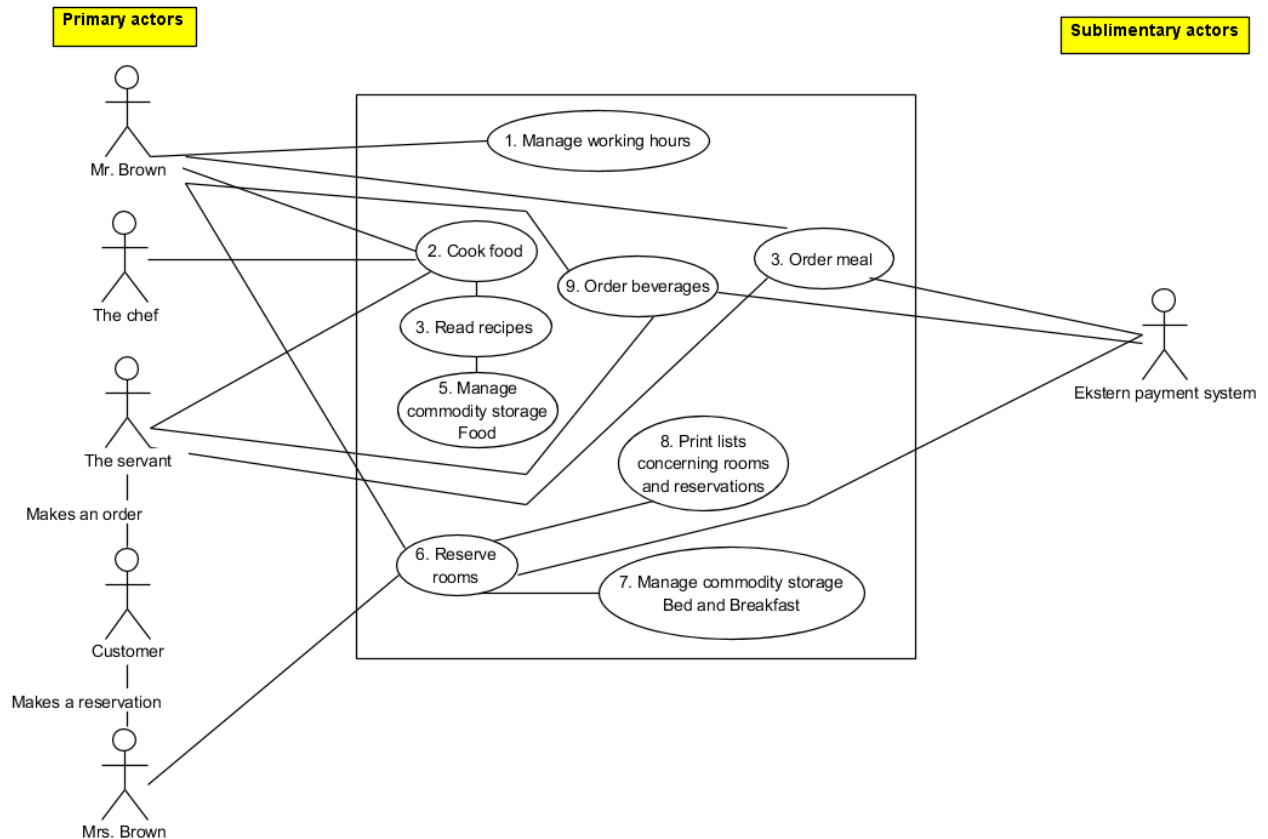 Primary actors
Sublimentary actors
Mr. Brown
1. Manage working hours
The chef
2. Cook food
3. Order meal
9. Order beverages
3. Read recipes
5. Manage
commodity storage
Food
Ekstern payment system
The servant
8. Print lists
concerning rooms
and reservations
Makes an order
6. Reserve
rooms
7. Manage commodity storage
Bed and Breakfast
Customer
Makes a reservation
Mrs. Brown